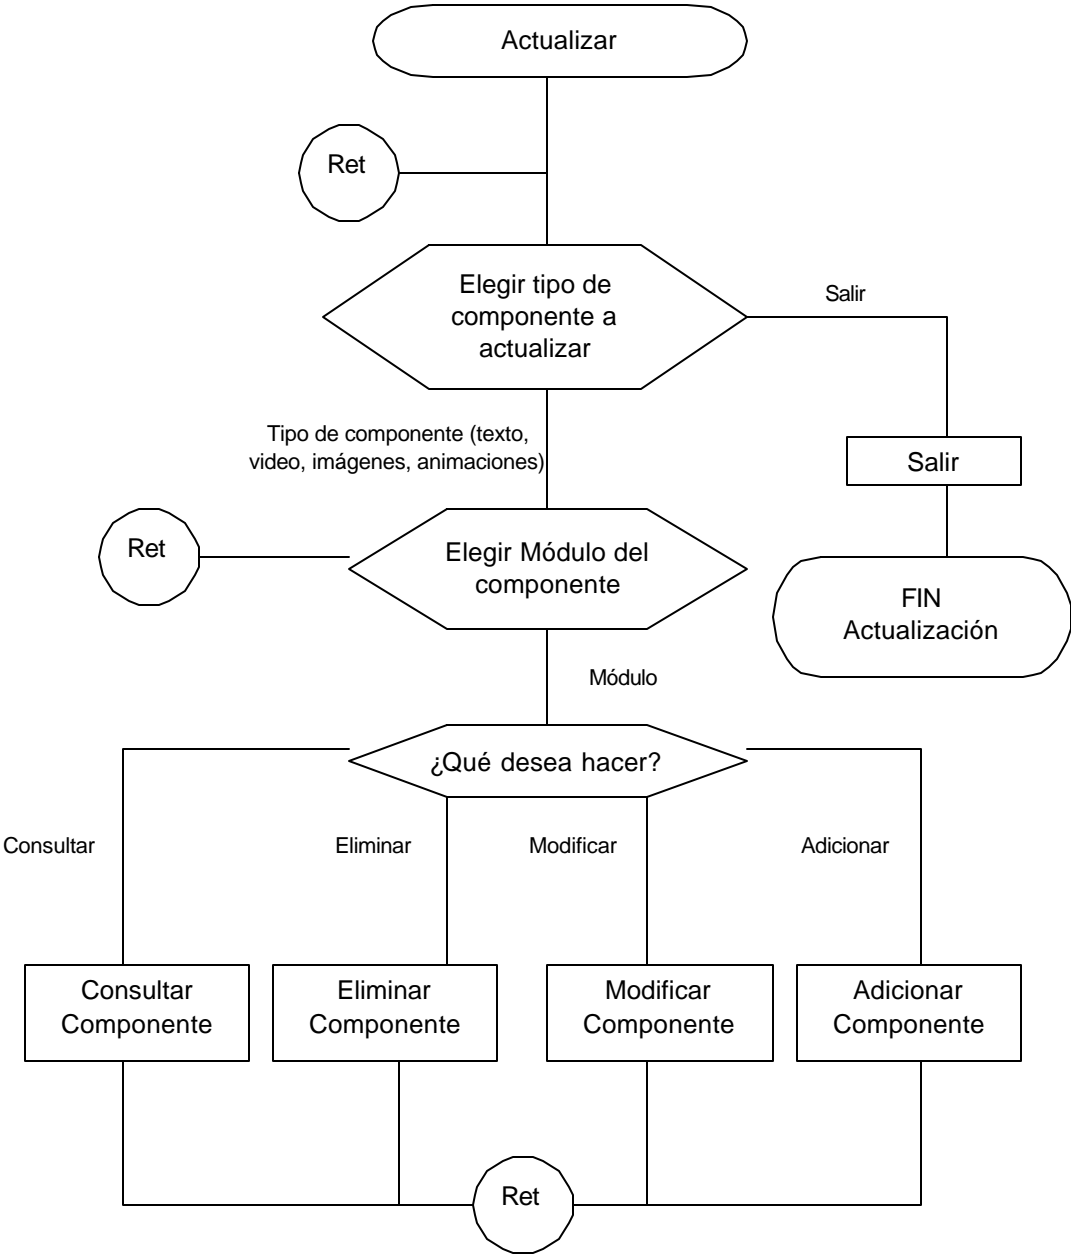 Actualizar
Ret
Elegir tipo de
componente a
actualizar
Salir
Tipo de componente (texto,
video, imágenes, animaciones)
Salir
Ret
Elegir Módulo del
componente
FIN
Actualización
Módulo
¿Qué desea hacer?
Consultar
Eliminar
Modificar
Adicionar
Consultar
Componente
Eliminar
Componente
Modificar
Componente
Adicionar
Componente
Ret